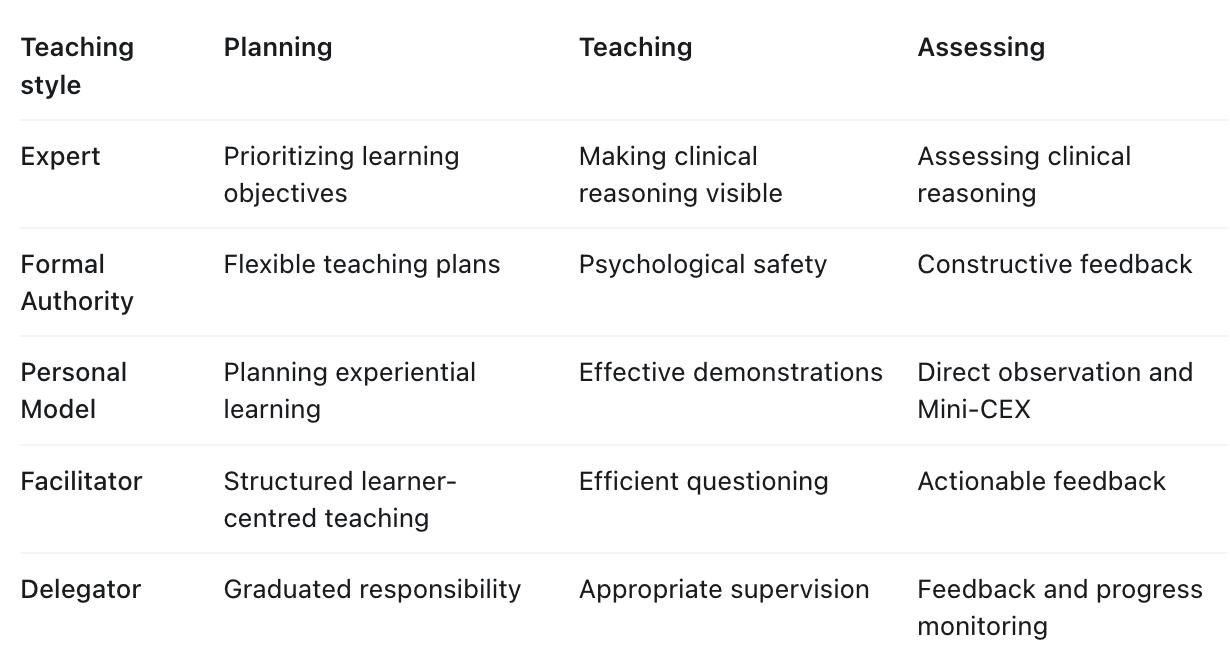 Teaching style	Planning	Teaching	Assessing
Expert	Prioritizing learning objectives	Making clinical reasoning visible	Assessing clinical reasoning
Formal Authority	Flexible teaching plans	Psychological safety	Constructive feedback
Personal Model	Planning experiential learning	Effective demonstrations	Direct observation and Mini-CEX
Facilitator	Structured learner-centred teaching	Efficient questioning	Actionable feedback
Delegator	Graduated responsibility	Appropriate supervision	Feedback and progress monitoring